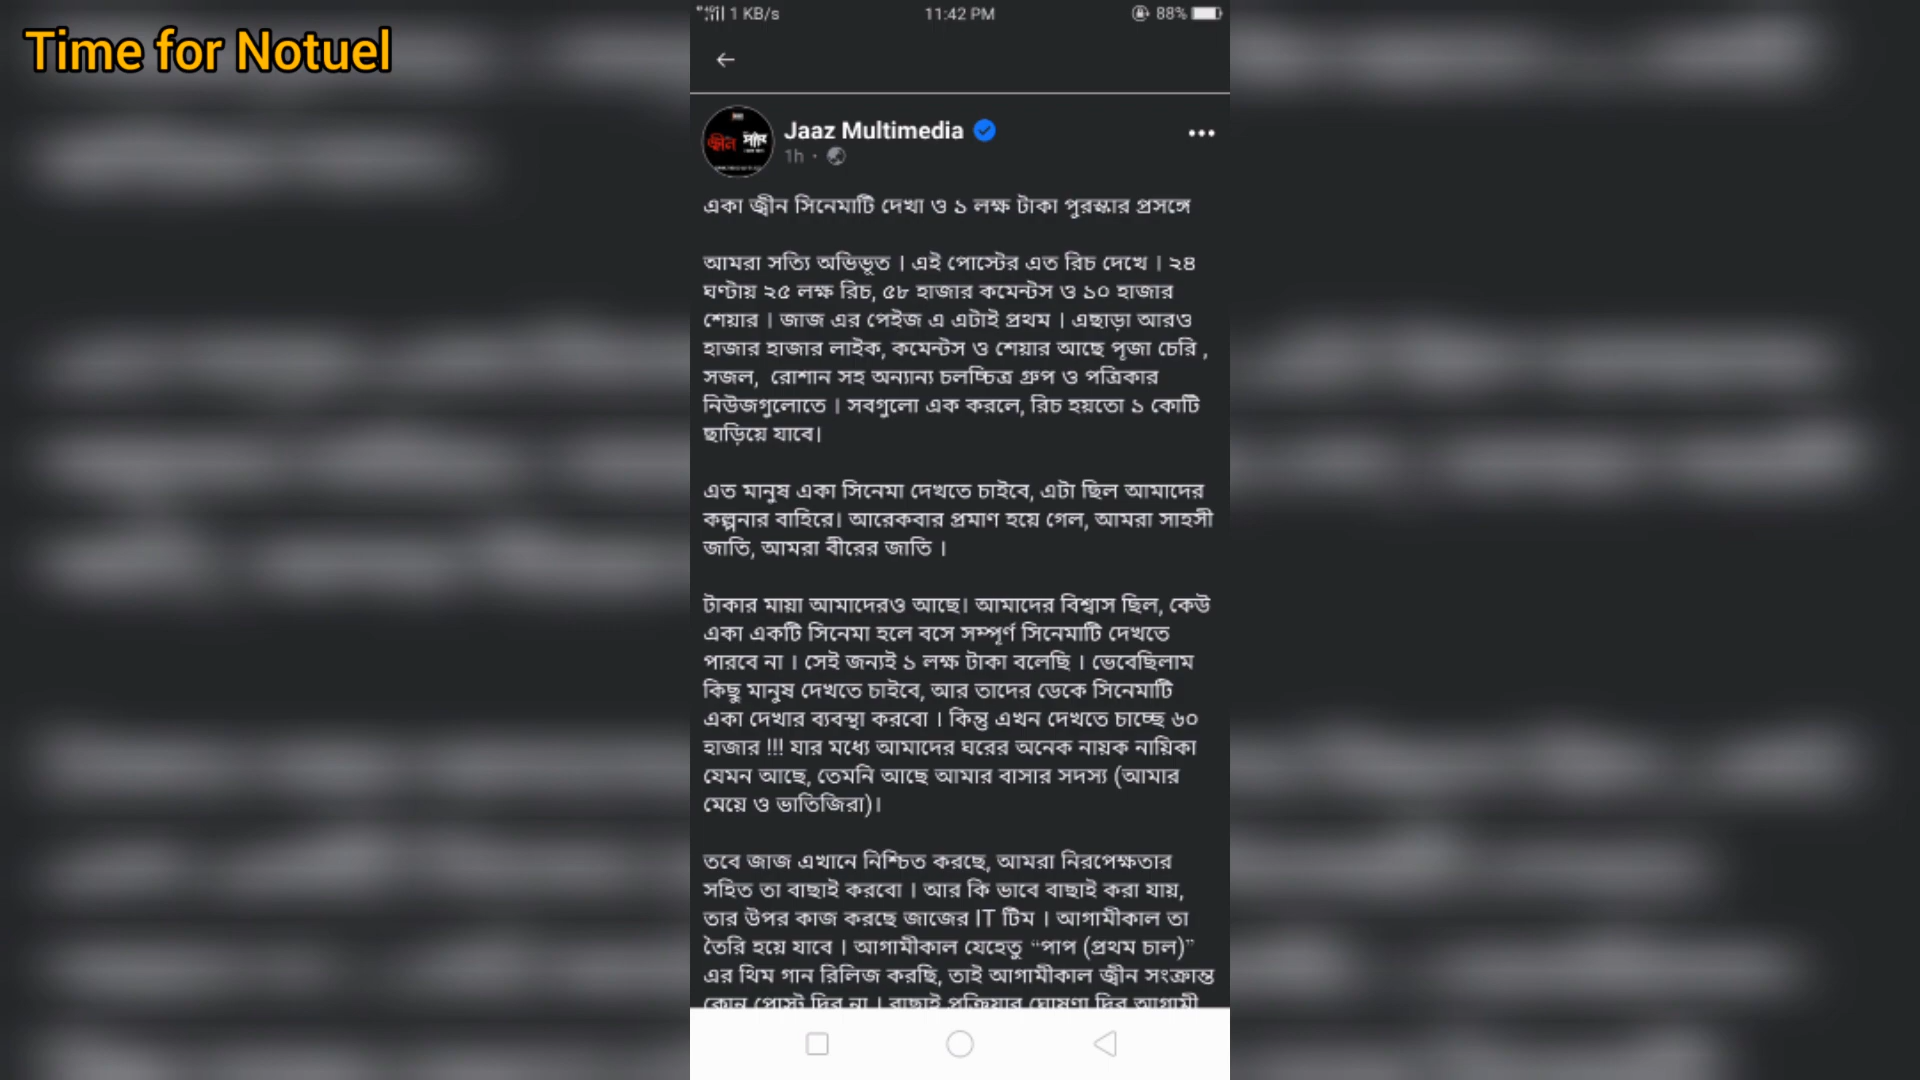 Time for Notuel
1 KB/s
11:42 PM
88%
Jaaz Multimedia
1h
জ্বীন
একা জ্বীন সিনেমাটি দেখা ও ১ লক্ষ টাকা পুরস্কার প্রসঙ্গে
আমরা সত্যি অভিভূত । এই পোস্টের এত রিচ দেখে । ২৪
ঘণ্টায় ২৫ লক্ষ রিচ, ৫৮ হাজার কমেন্টস ও ১০ হাজার
শেয়ার । জাজ এর পেইজ এ এটাই প্রথম । এছাড়া আরও
হাজার হাজার লাইক, কমেন্টস ও শেয়ার আছে পূজা চেরি ,
সজল, রোশান সহ অন্যান্য চলচ্চিত্র গ্রুপ ও পত্রিকার
নিউজগুলোতে । সবগুলো এক করলে, রিচ হয়তো ১ কোটি
ছাড়িয়ে যাবে।
এত মানুষ একা সিনেমা দেখতে চাইবে, এটা ছিল আমাদের
কল্পনার বাহিরে। আরেকবার প্রমাণ হয়ে গেল, আমরা সাহসী
জাতি, আমরা বীরের জাতি ।
টাকার মায়া আমাদেরও আছে। আমাদের বিশ্বাস ছিল, কেউ
একা একটি সিনেমা হলে বসে সম্পূর্ণ সিনেমাটি দেখতে
পারবে না । সেই জন্যই ১ লক্ষ টাকা বলেছি । ভেবেছিলাম
কিছু মানুষ দেখতে চাইবে, আর তাদের ডেকে সিনেমাটি
একা দেখার ব্যবস্থা করবো । কিন্তু এখন দেখতে চাচ্ছে ৬০
হাজার !!! যার মধ্যে আমাদের ঘরের অনেক নায়ক নায়িকা
যেমন আছে, তেমনি আছে আমার বাসার সদস্য (আমার
মেয়ে ও ভাতিজিরা)।
তবে জাজ এখানে নিশ্চিত করছে, আমরা নিরপেক্ষতার
সহিত তা বাছাই করবো । আর কি ভাবে বাছাই করা যায়,
তার উপর কাজ করছে জাজের IT টিম । আগামীকাল তা
তৈরি হয়ে যাবে । আগামীকাল যেহেতু “পাপ (প্রথম চাল)”
এর থিম গান রিলিজ করছি, তাই আগামীকাল জ্বীন সংক্রান্ত
কোন পোস্ট দিব না । বাছাই প্রক্রিয়ার ঘোষণা দিব আগামী